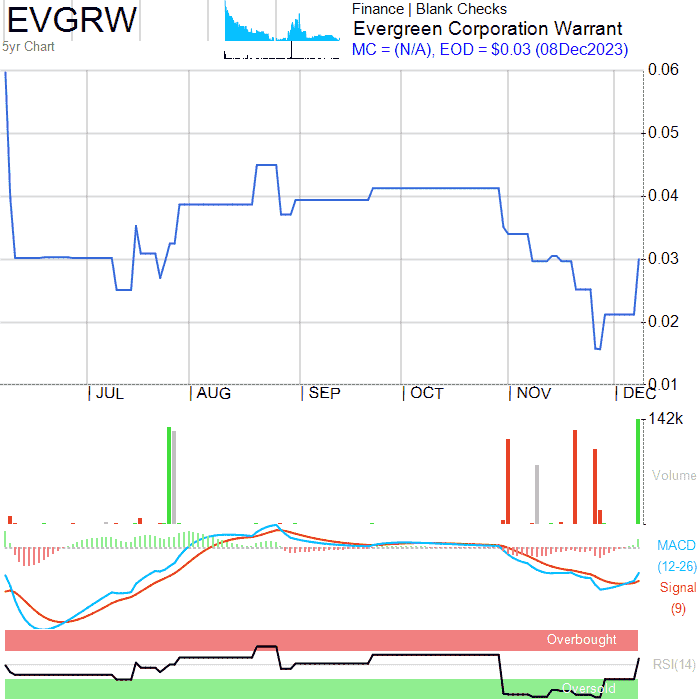 EVGRW
5yr Chart
Finance | Blank Checks
Evergreen Corporation Warrant
MC = (N/A), EOD = $0.03 (08Dec2023)
0.06
0.05
0.04
0.03
0.02
0.01
JUL AUG SEP OCT NOV DEC
142k
Volume
MACD
(12-26)
Signal
(9)
Overbought
RSI(14)
Oversold